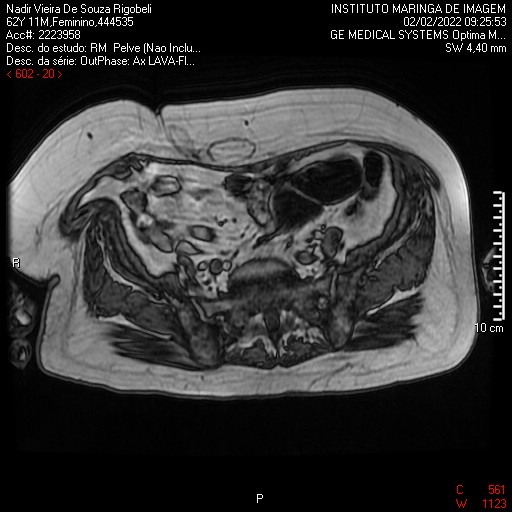 Nadir Vieira De Souza Rigobeli
62Y 11M,Feminino,444535
Acc#: 2223958
Desc. do estudo: RM Pelve (Nao Inclu...
Desc. da série: OutPhase: Ax LAVA-Fl...
< 602 - 20 >
INSTITUTO MARINGA DE IMAGEM
02/02/2022 09:25:53
GE MEDICAL SYSTEMS Optima M...
SW 4,40 mm
R
10 cm
P
C 561
W 1123